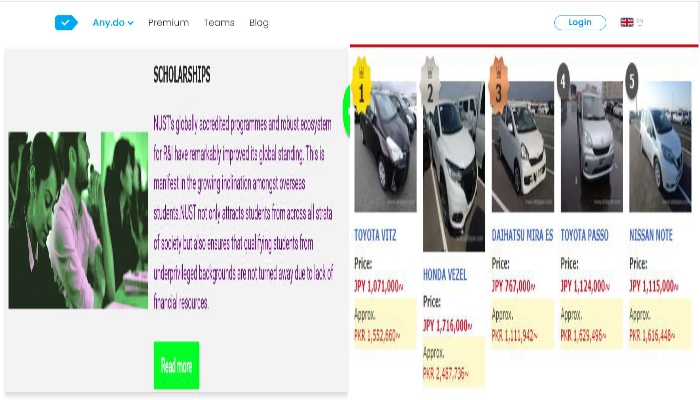 Any.do
Premium
Teams
Blog
Login
EN
SCHOLARSHIPS
NUST's globally accredited programmes and robust ecosystem
for R&I have remarkably improved its global standing. This is
manifest in the growing inclination amongst overseas
students.NUST not only attracts students from across all strata
of society but also ensures that qualifying students from
underprivileged backgrounds are not turned away due to lack of
financial resources.
Read more
1
2
3
4
5
TOYOTA VITZ
Price:
JPY 1,071,000~
Approx.
PKR 1,552,660~
HONDA VEZEL
Price:
JPY 1,716,000~
Approx.
PKR 2,487,736~
DAIHATSU MIRA ES
Price:
JPY 767,000~
Approx.
PKR 1,111,942~
TOYOTA PASSO
Price:
JPY 1,124,000~
Approx.
PKR 1,629,496~
NISSAN NOTE
Price:
JPY 1,115,000~
Approx.
PKR 1,616,448~